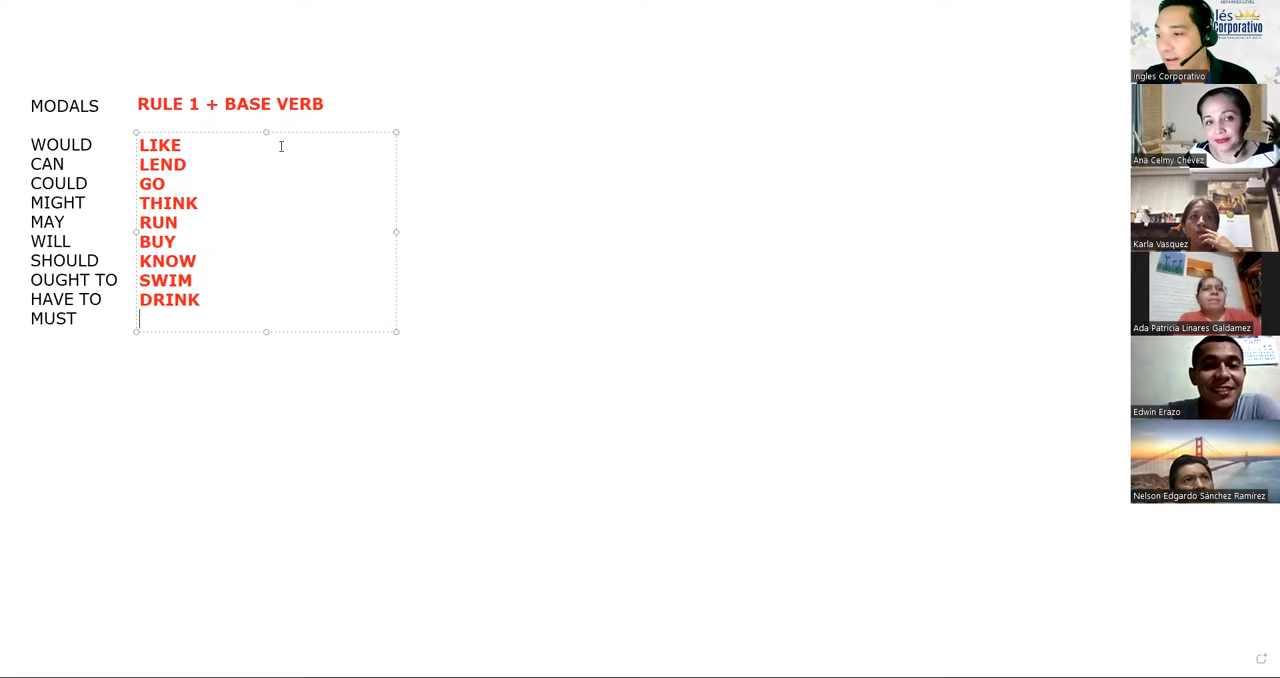 MODALS RULE 1 + BASE VERB
WOULD LIKE
CAN LEND
COULD GO
MIGHT THINK
MAY RUN
WILL BUY
SHOULD KNOW
OUGHT TO SWIM
HAVE TO DRINK
MUST
lés
Corporativo
Ingles Corporativo
Ana Celmy Chévez
Karla Vasquez
Ada Patricia Linares Galdamez
Edwin Erazo
Nelson Edgardo Sánchez Ramírez